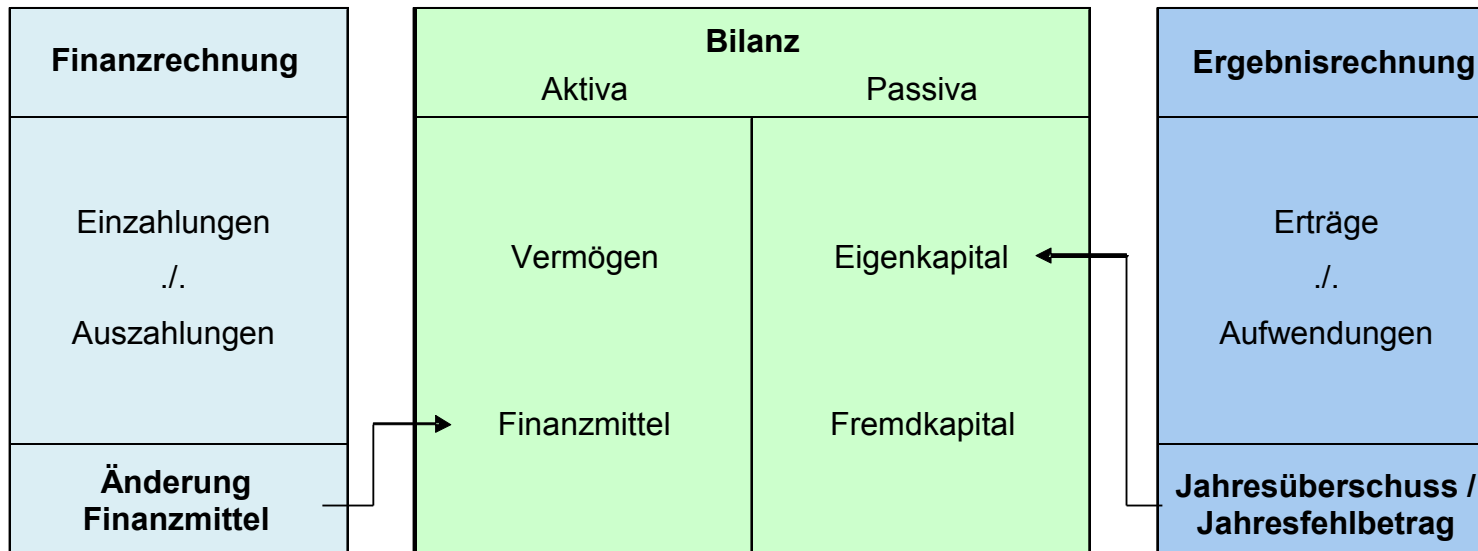 Finanzrechnung
Einzahlungen
./.
Auszahlungen
Änderung
Finanzmittel
Bilanz
Aktiva
Passiva
Vermögen
Eigenkapital
Finanzmittel
Fremdkapital
Ergebnisrechnung
Erträge
./.
Aufwendungen
Jahresüberschuss /
Jahresfehlbetrag